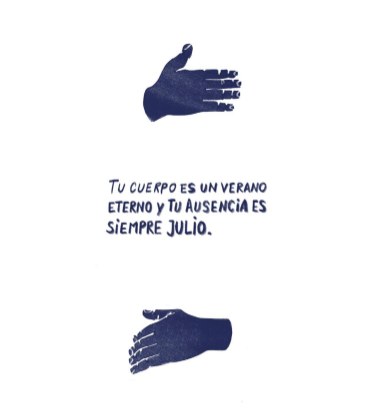 TU CUERPO ES UN VERANO
ETERNO Y TU AUSENCIA ES
SIEMPRE JULIO.